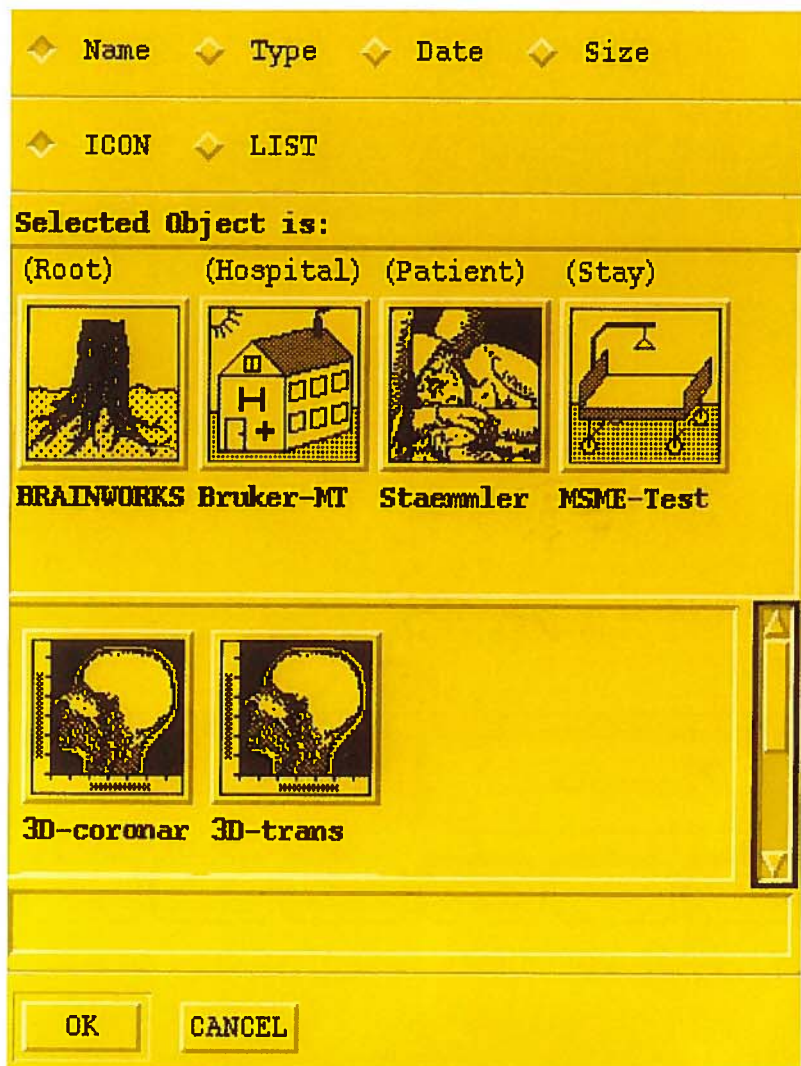 Name Type Date Size
ICON LIST
Selected Object is:
(Root) (Hospital) (Patient) (Stay)
H
BRAINWORKS Bruker-MT Staemmler MSME-Test
3D-coronar 3D-trans
OK CANCEL